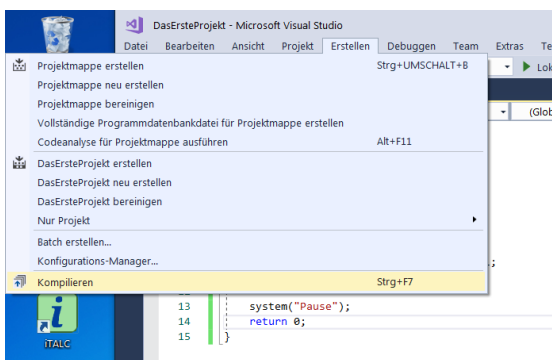 DasErsteProjekt - Microsoft Visual Studio
Datei Bearbeiten Ansicht Projekt Erstellen Debuggen Team Extras Te
Projektmappe erstellen Strg+UMSCHALT+B
Lok
Projektmappe neu erstellen
Projektmappe bereinigen
(Glob
Vollständige Programmdatenbankdatei für Projektmappe erstellen
Codeanalyse für Projektmappe ausführen Alt+F11
DasErsteProjekt erstellen
DasErsteProjekt neu erstellen
DasErsteProjekt bereinigen
Nur Projekt
Batch erstellen...
Konfigurations-Manager...
;
Kompilieren Strg+F7
13 system("Pause");
14 return 0;
15 }
iTALC